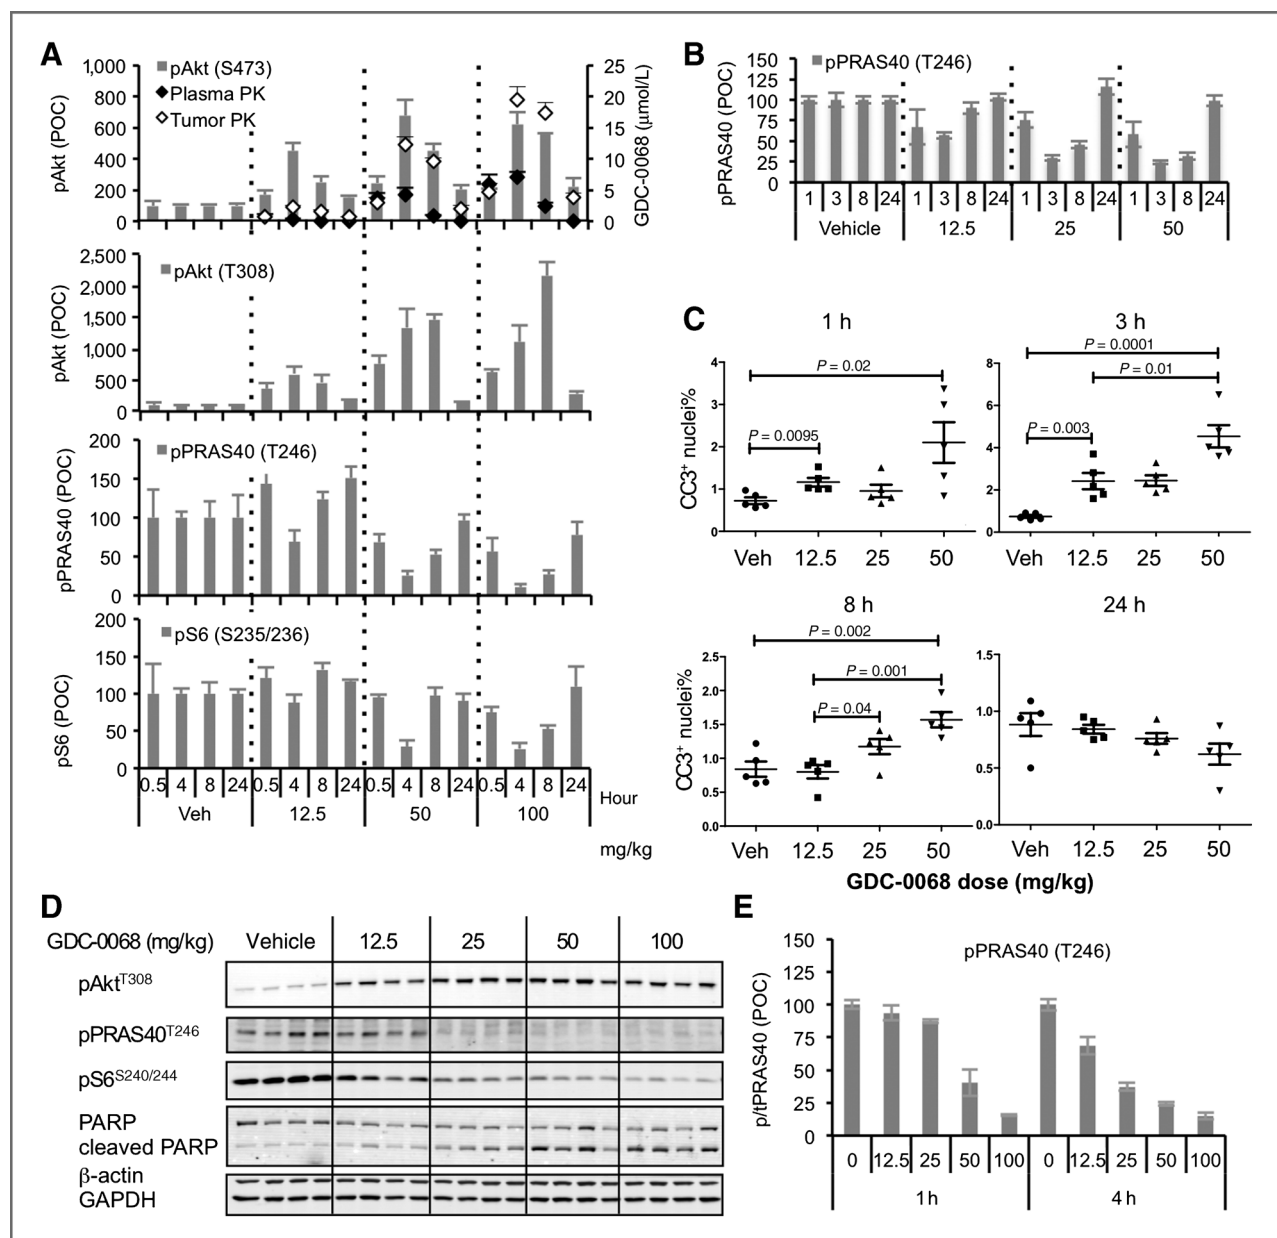 A
1,000
800
600
400
200
0
pAkt (POC)
pAkt (S473)
Plasma PK
Tumor PK
25
20
15
10
5
0
GDC-0068 (μmol/L)
2,500
2,000
1,500
1,000
500
0
pAkt (POC)
pAkt (T308)
200
150
100
50
0
pPRAS40 (POC)
pPRAS40 (T246)
200
150
100
50
0
pS6 (POC)
pS6 (S235/236)
0.5 4 8 24 0.5 4 8 24 0.5 4 8 24 0.5 4 8 24 Hour
Veh 12.5 50 100
mg/kg
B
150
125
100
75
50
25
0
pPRAS40 (POC)
pPRAS40 (T246)
1 3 8 24 1 3 8 24 1 3 8 24 1 3 8 24
Vehicle 12.5 25 50
C
1 h
P = 0.02
P = 0.0095
4
3
2
1
0
CC3⁺ nuclei%
Veh 12.5 25 50
3 h
P = 0.0001
P = 0.01
P = 0.003
8
6
4
2
0
Veh 12.5 25 50
8 h
P = 0.002
P = 0.001
P = 0.04
2.5
2.0
1.5
1.0
0.5
0.0
CC3⁺ nuclei%
Veh 12.5 25 50
24 h
1.5
1.0
0.5
0.0
Veh 12.5 25 50
GDC-0068 dose (mg/kg)
D
GDC-0068 (mg/kg) Vehicle 12.5 25 50 100
pAktT308
pPRAS40T246
pS6S240/244
PARP
cleaved PARP
β-actin
GAPDH
E
pPRAS40 (T246)
150
125
100
75
50
25
0
p/tPRAS40 (POC)
0 12.5 25 50 100 0 12.5 25 50 100
1 h 4 h